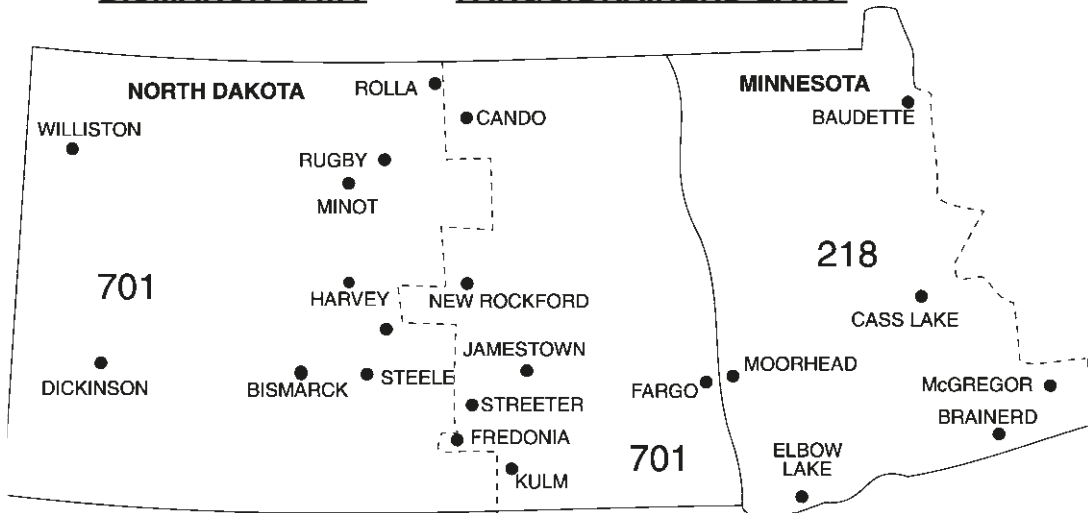 NORTH DAKOTA
MINNESOTA
ROLLA
BAUDETTE
CANDO
WILLISTON
RUGBY
MINOT
218
701
HARVEY
NEW ROCKFORD
CASS LAKE
JAMESTOWN
MOORHEAD
DICKINSON
BISMARCK
STEELE
FARGO
McGREGOR
STREETER
BRAINERD
FREDONIA
701
ELBOW
LAKE
KULM